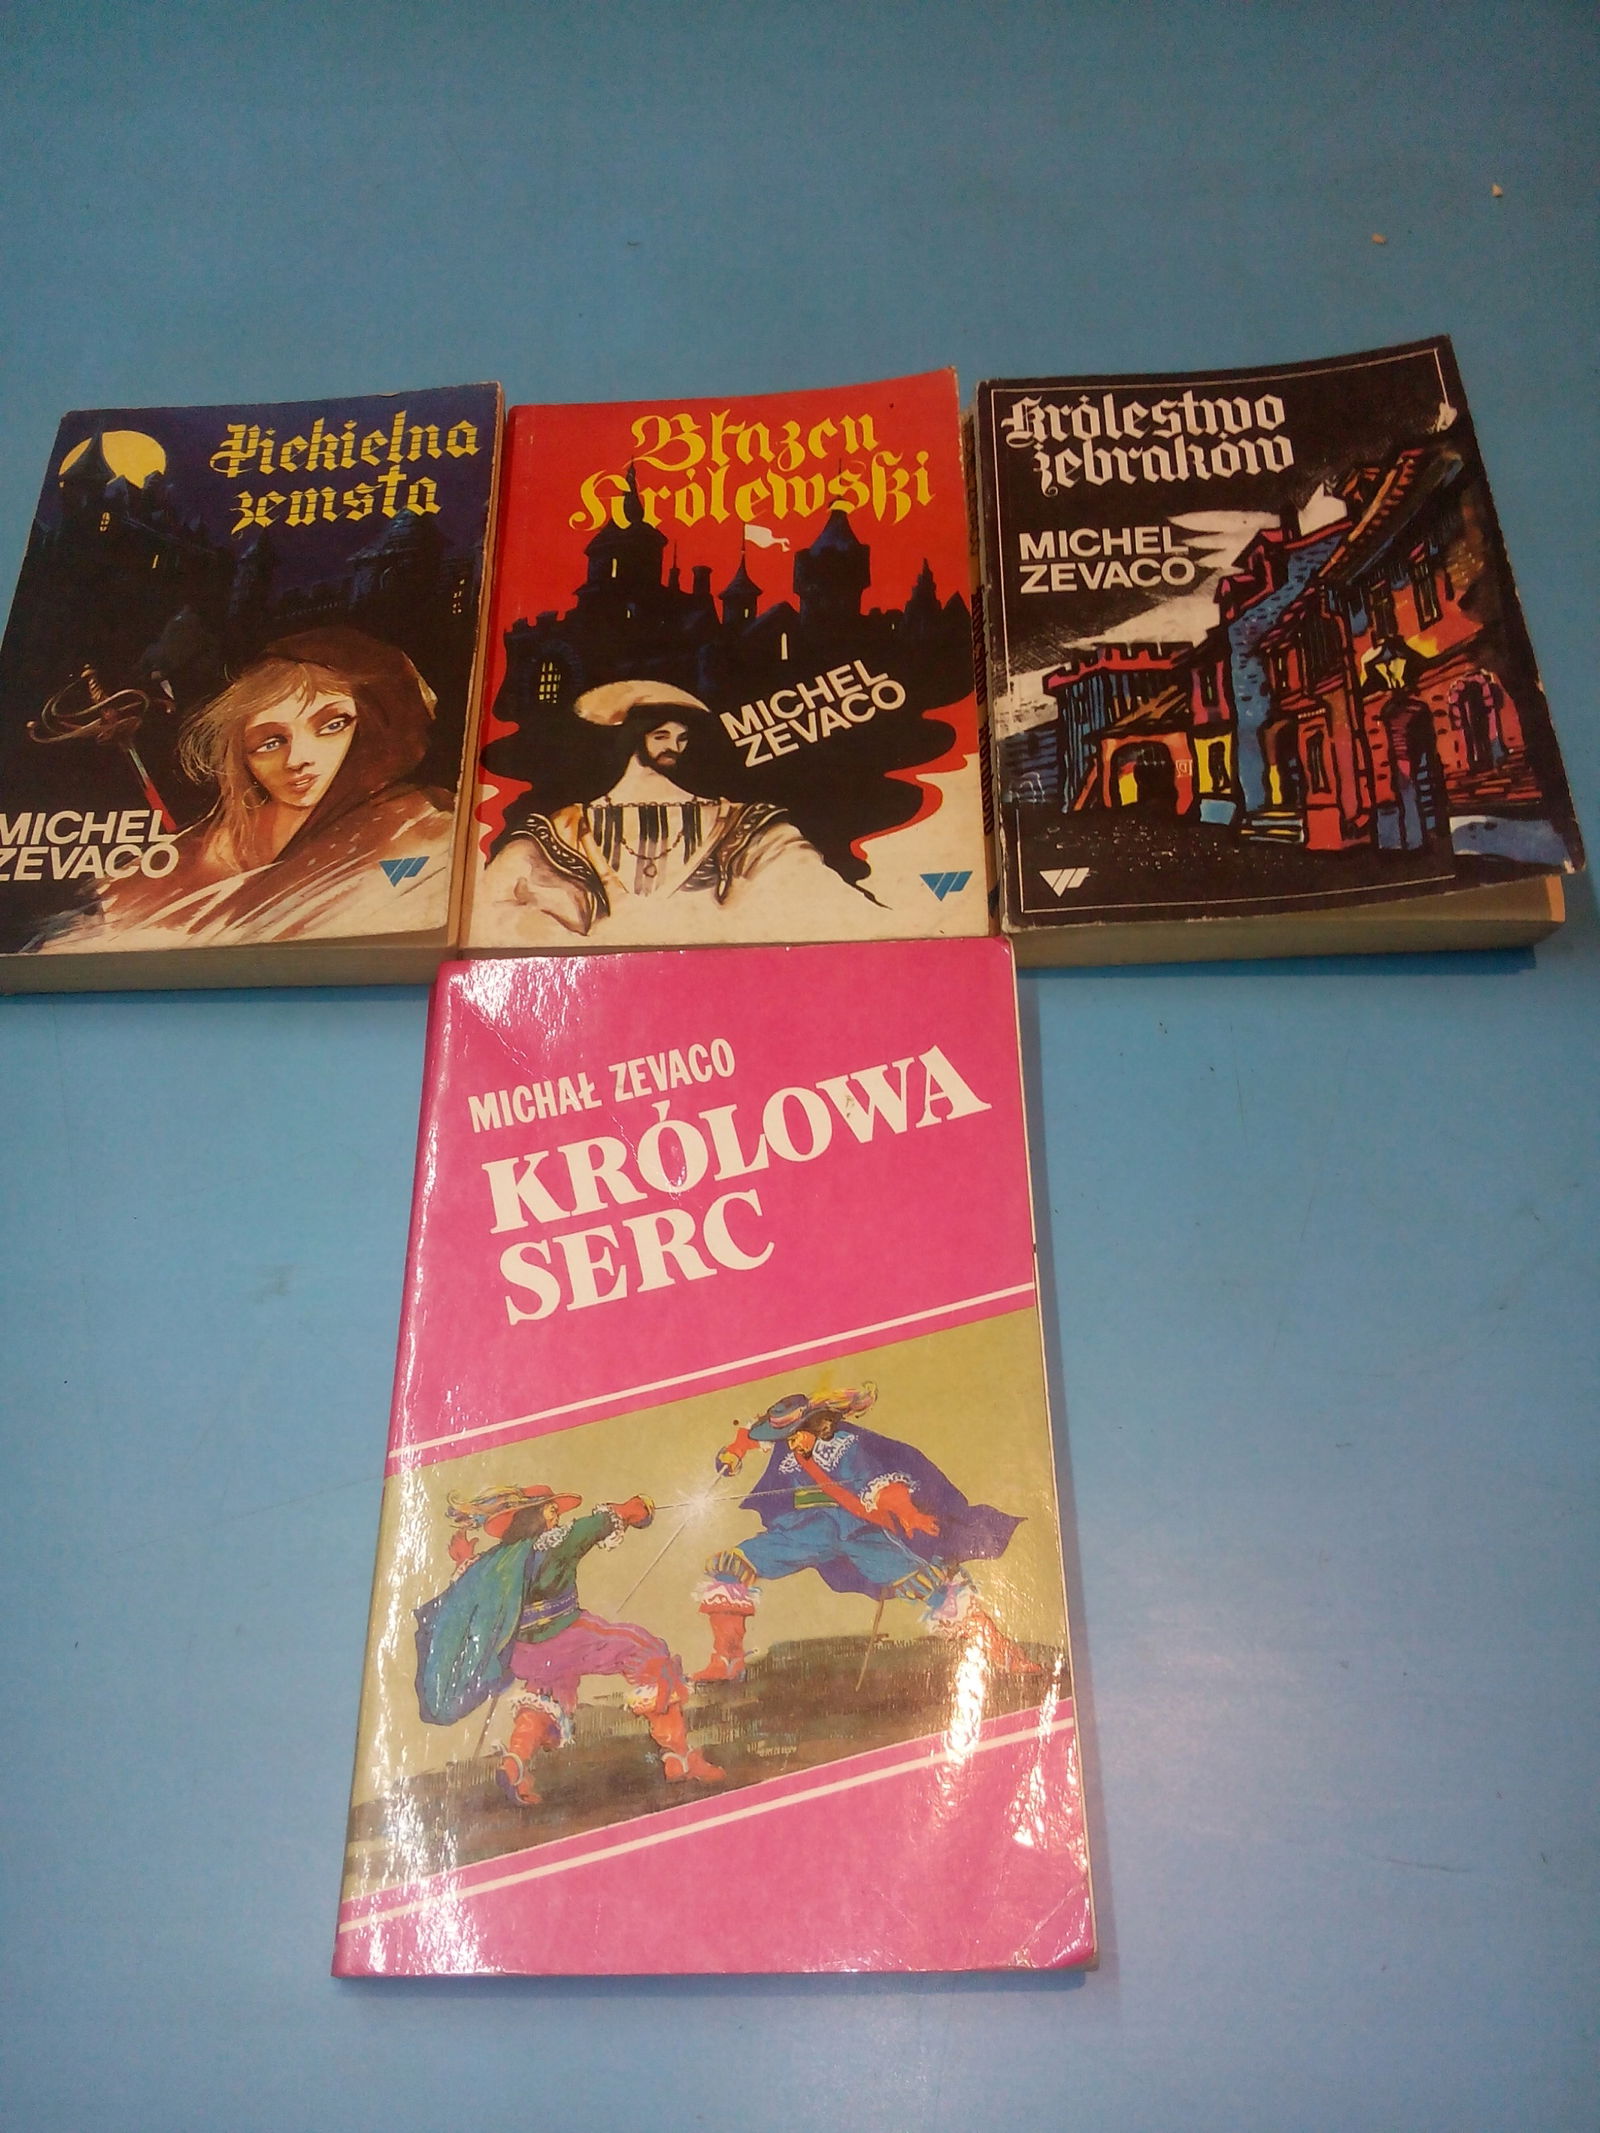 Piekielna
zemsta
MICHEL
ZEVACO
Błazen
Królewski
MICHEL
ZEVACO
Królestwo
żebraków
MICHEL
ZEVACO
MICHAŁ ZEVACO
KRÓLOWA
SERC